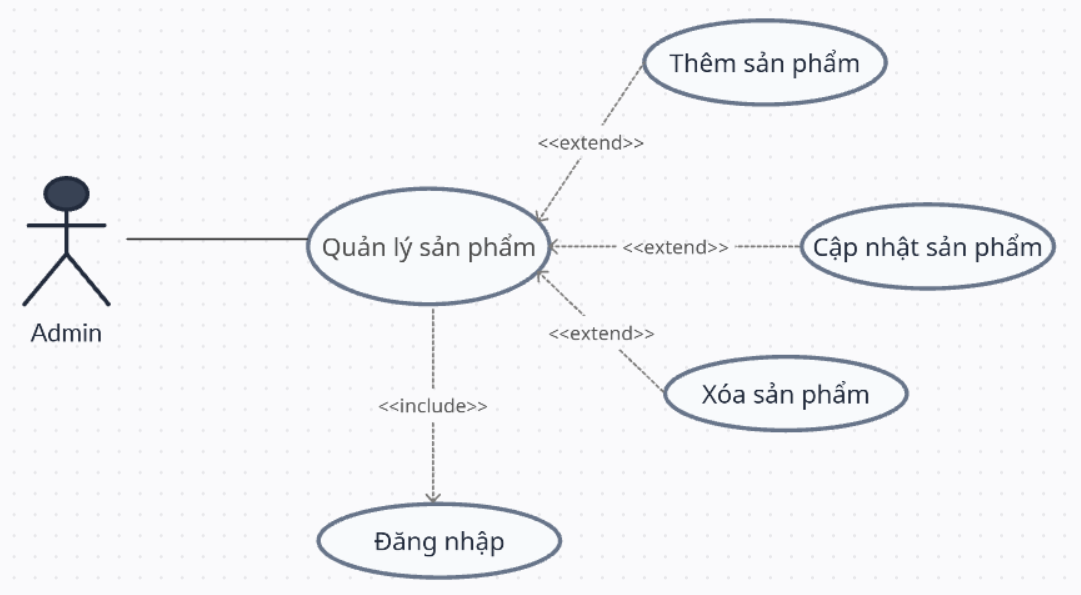 Thêm sản phẩm
<<extend>>
Quản lý sản phẩm
<<extend>>
Cập nhật sản phẩm
Admin
<<extend>>
Xóa sản phẩm
<<include>>
Đăng nhập